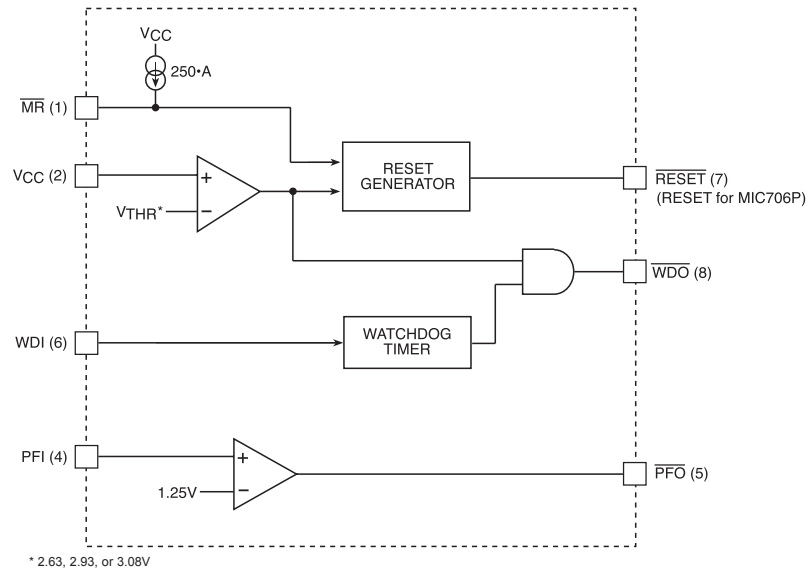 VCC
250•A
MR (1)
VCC (2)
+
VTHR*
−
RESET
GENERATOR
RESET (7)
(RESET for MIC706P)
WDO (8)
WDI (6)
WATCHDOG
TIMER
PFI (4)
+
1.25V
−
PFO (5)
* 2.63, 2.93, or 3.08V